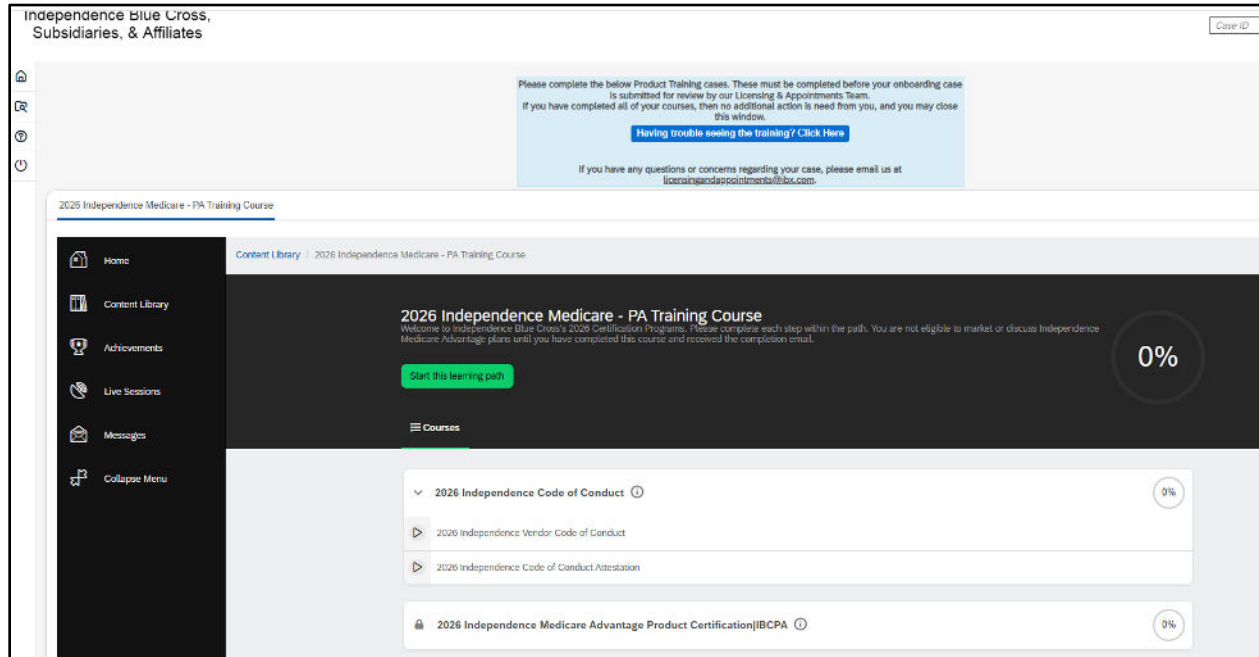 Independence Blue Cross,
Subsidiaries, & Affiliates
Case ID
Please complete the below Product Training cases. These must be completed before your onboarding case
is submitted for review by our Licensing & Appointments Team.
If you have completed all of your courses, then no additional action is need from you, and you may close
this window.
Having trouble seeing the training? Click Here
If you have any questions or concerns regarding your case, please email us at
licensingandappointments@ibx.com.
2026 Independence Medicare - PA Training Course
Home
Content Library
Achievements
Live Sessions
Messages
Collapse Menu
Content Library / 2026 Independence Medicare - PA Training Course
2026 Independence Medicare - PA Training Course
Welcome to Independence Blue Cross's 2026 Certification Programs. Please complete each step within the path. You are not eligible to market or discuss Independence
Medicare Advantage plans until you have completed this course and received the completion email.
Start this learning path
0%
Courses
2026 Independence Code of Conduct
0%
2026 Independence Vendor Code of Conduct
2026 Independence Code of Conduct Attestation
2026 Independence Medicare Advantage Product Certification|IBCPA
0%